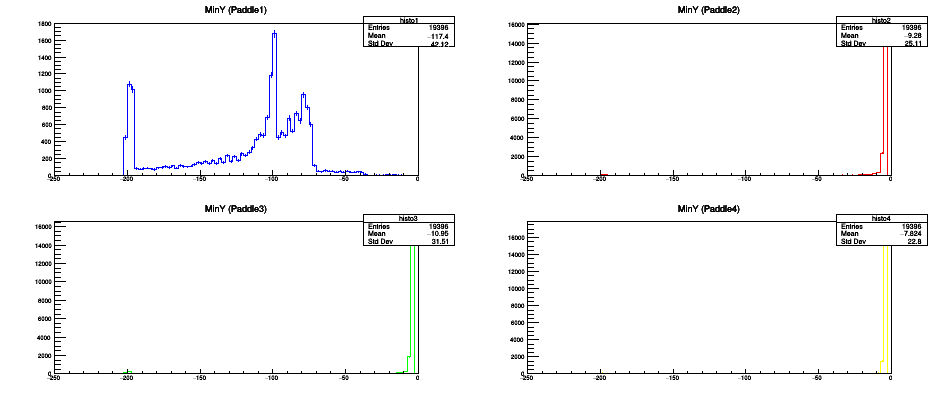 MinY (Paddle1)
histo1
Entries 19396
Mean −117.4
Std Dev 42.12
1800
1600
1400
1200
1000
800
600
400
200
0
−250 −200 −150 −100 −50 0
MinY (Paddle2)
histo2
Entries 19396
Mean −9.28
Std Dev 25.11
16000
14000
12000
10000
8000
6000
4000
2000
0
−250 −200 −150 −100 −50 0
MinY (Paddle3)
histo3
Entries 19396
Mean −10.95
Std Dev 31.51
16000
14000
12000
10000
8000
6000
4000
2000
0
−250 −200 −150 −100 −50 0
MinY (Paddle4)
histo4
Entries 19396
Mean −7.824
Std Dev 22.8
16000
14000
12000
10000
8000
6000
4000
2000
0
−250 −200 −150 −100 −50 0